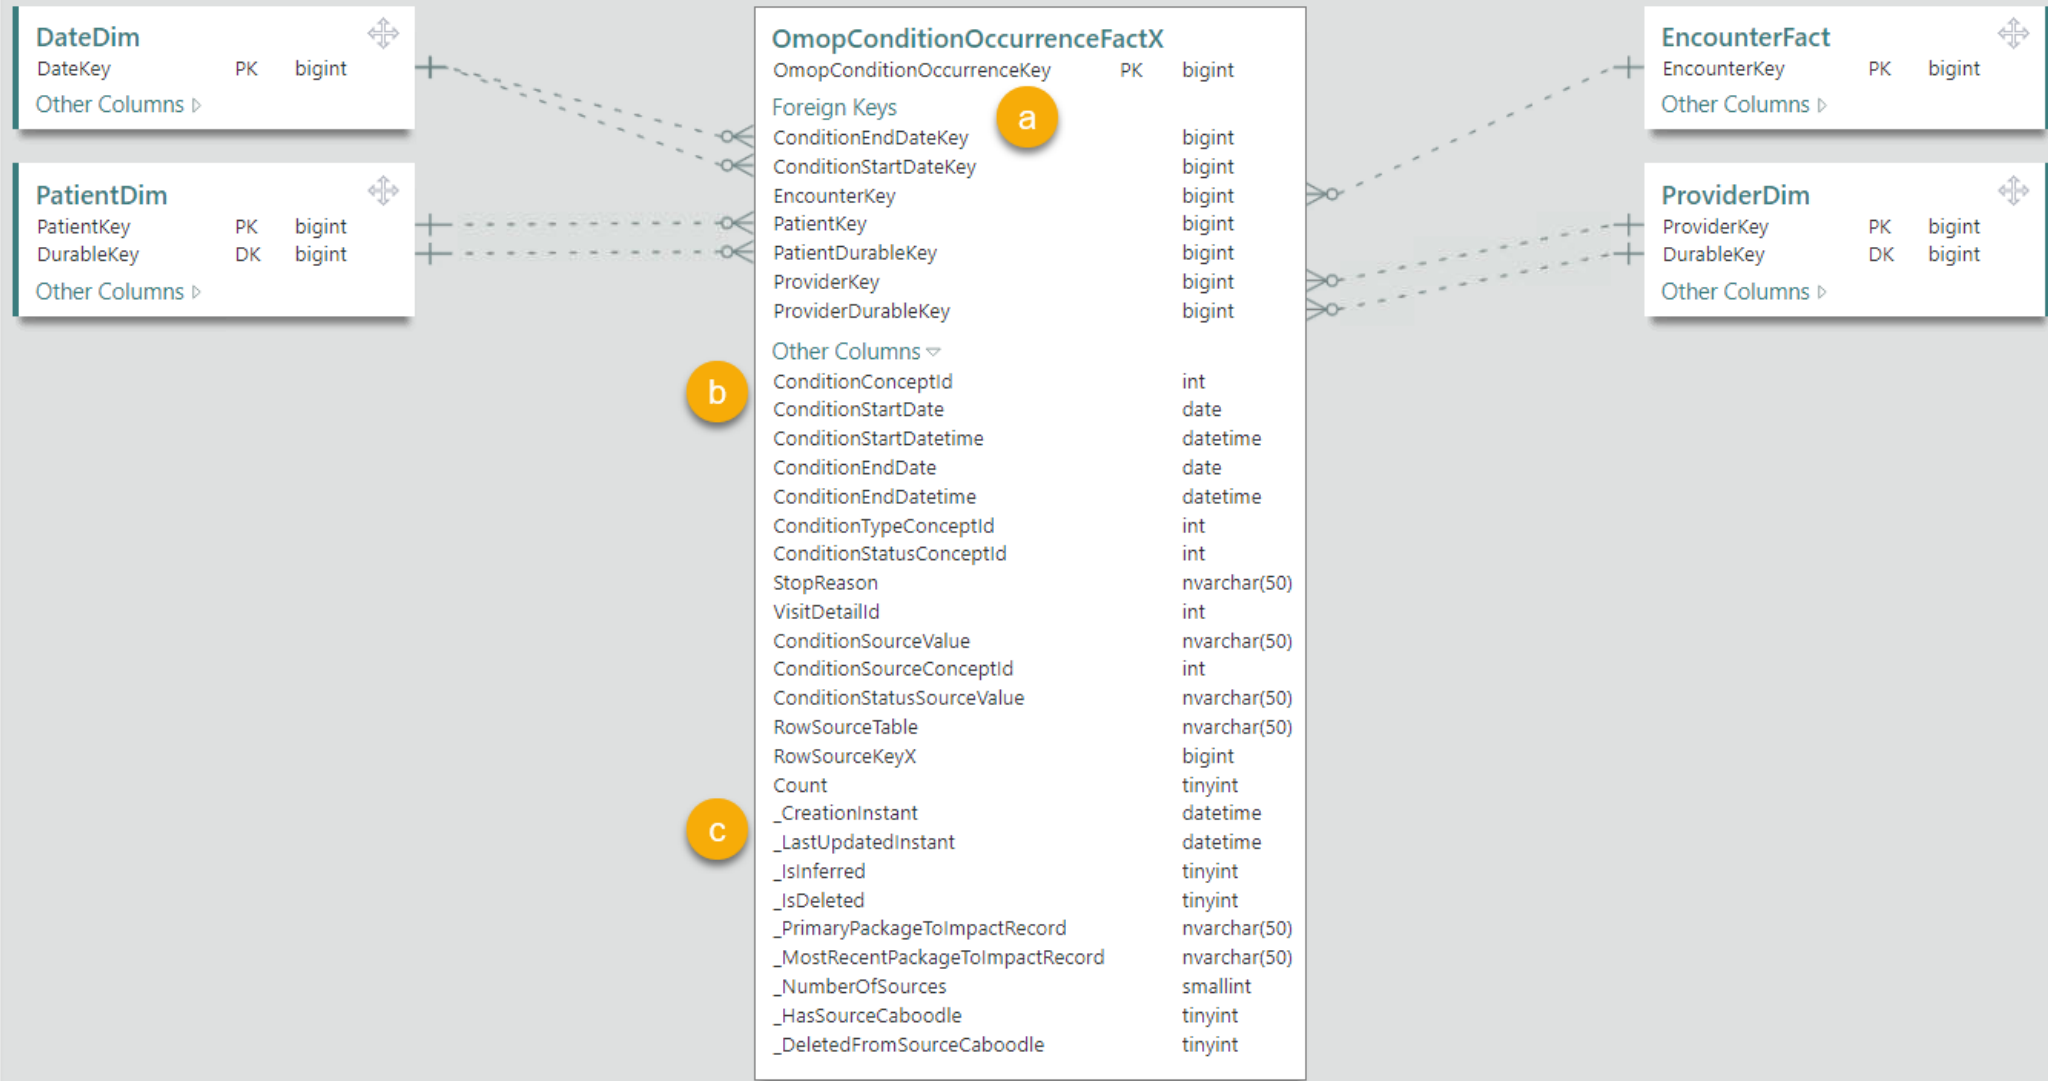 DateDim
DateKey PK bigint
Other Columns
PatientDim
PatientKey PK bigint
DurableKey DK bigint
Other Columns
OmopConditionOccurrenceFactX
OmopConditionOccurrenceKey PK bigint
Foreign Keys
a
ConditionEndDateKey bigint
ConditionStartDateKey bigint
EncounterKey bigint
PatientKey bigint
PatientDurableKey bigint
ProviderKey bigint
ProviderDurableKey bigint
Other Columns
b
ConditionConceptId int
ConditionStartDate date
ConditionStartDatetime datetime
ConditionEndDate date
ConditionEndDatetime datetime
ConditionTypeConceptId int
ConditionStatusConceptId int
StopReason nvarchar(50)
VisitDetailId int
ConditionSourceValue nvarchar(50)
ConditionSourceConceptId int
ConditionStatusSourceValue nvarchar(50)
RowSourceTable nvarchar(50)
RowSourceKeyX bigint
Count tinyint
c
_CreationInstant datetime
_LastUpdatedInstant datetime
_IsInferred tinyint
_IsDeleted tinyint
_PrimaryPackageToImpactRecord nvarchar(50)
_MostRecentPackageToImpactRecord nvarchar(50)
_NumberOfSources smallint
_HasSourceCaboodle tinyint
_DeletedFromSourceCaboodle tinyint
EncounterFact
EncounterKey PK bigint
Other Columns
ProviderDim
ProviderKey PK bigint
DurableKey DK bigint
Other Columns